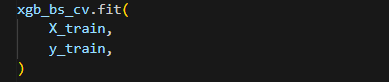 xgb_bs_cv.fit(
    X_train,
    y_train,
)